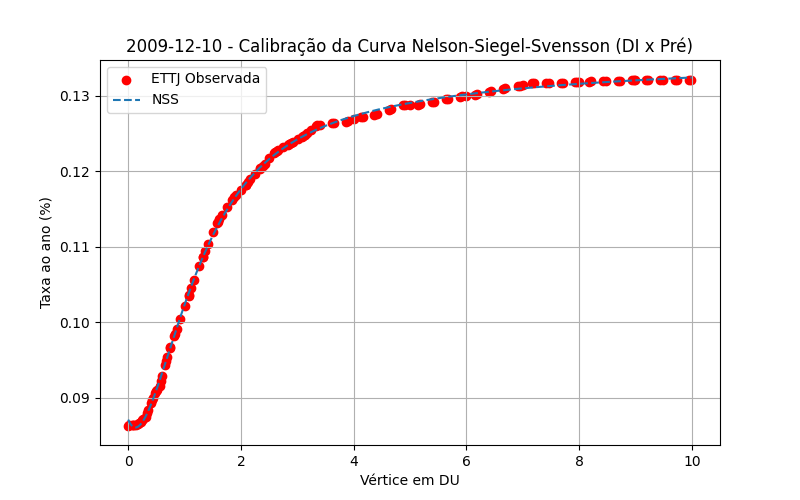 2009-12-10 - Calibração da Curva Nelson-Siegel-Svensson (DI x Pré)
ETTJ Observada
NSS
Taxa ao ano (%)
0.13
0.12
0.11
0.10
0.09
0 2 4 6 8 10
Vértice em DU